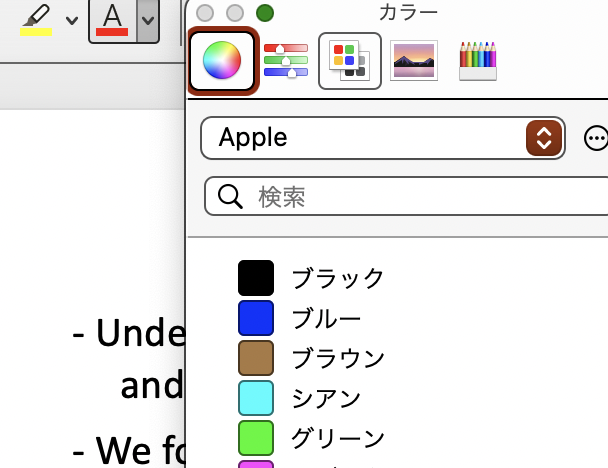 A
カラー
Apple
検索
ブラック
ブルー
ブラウン
シアン
グリーン
- Unde
and
- We fo